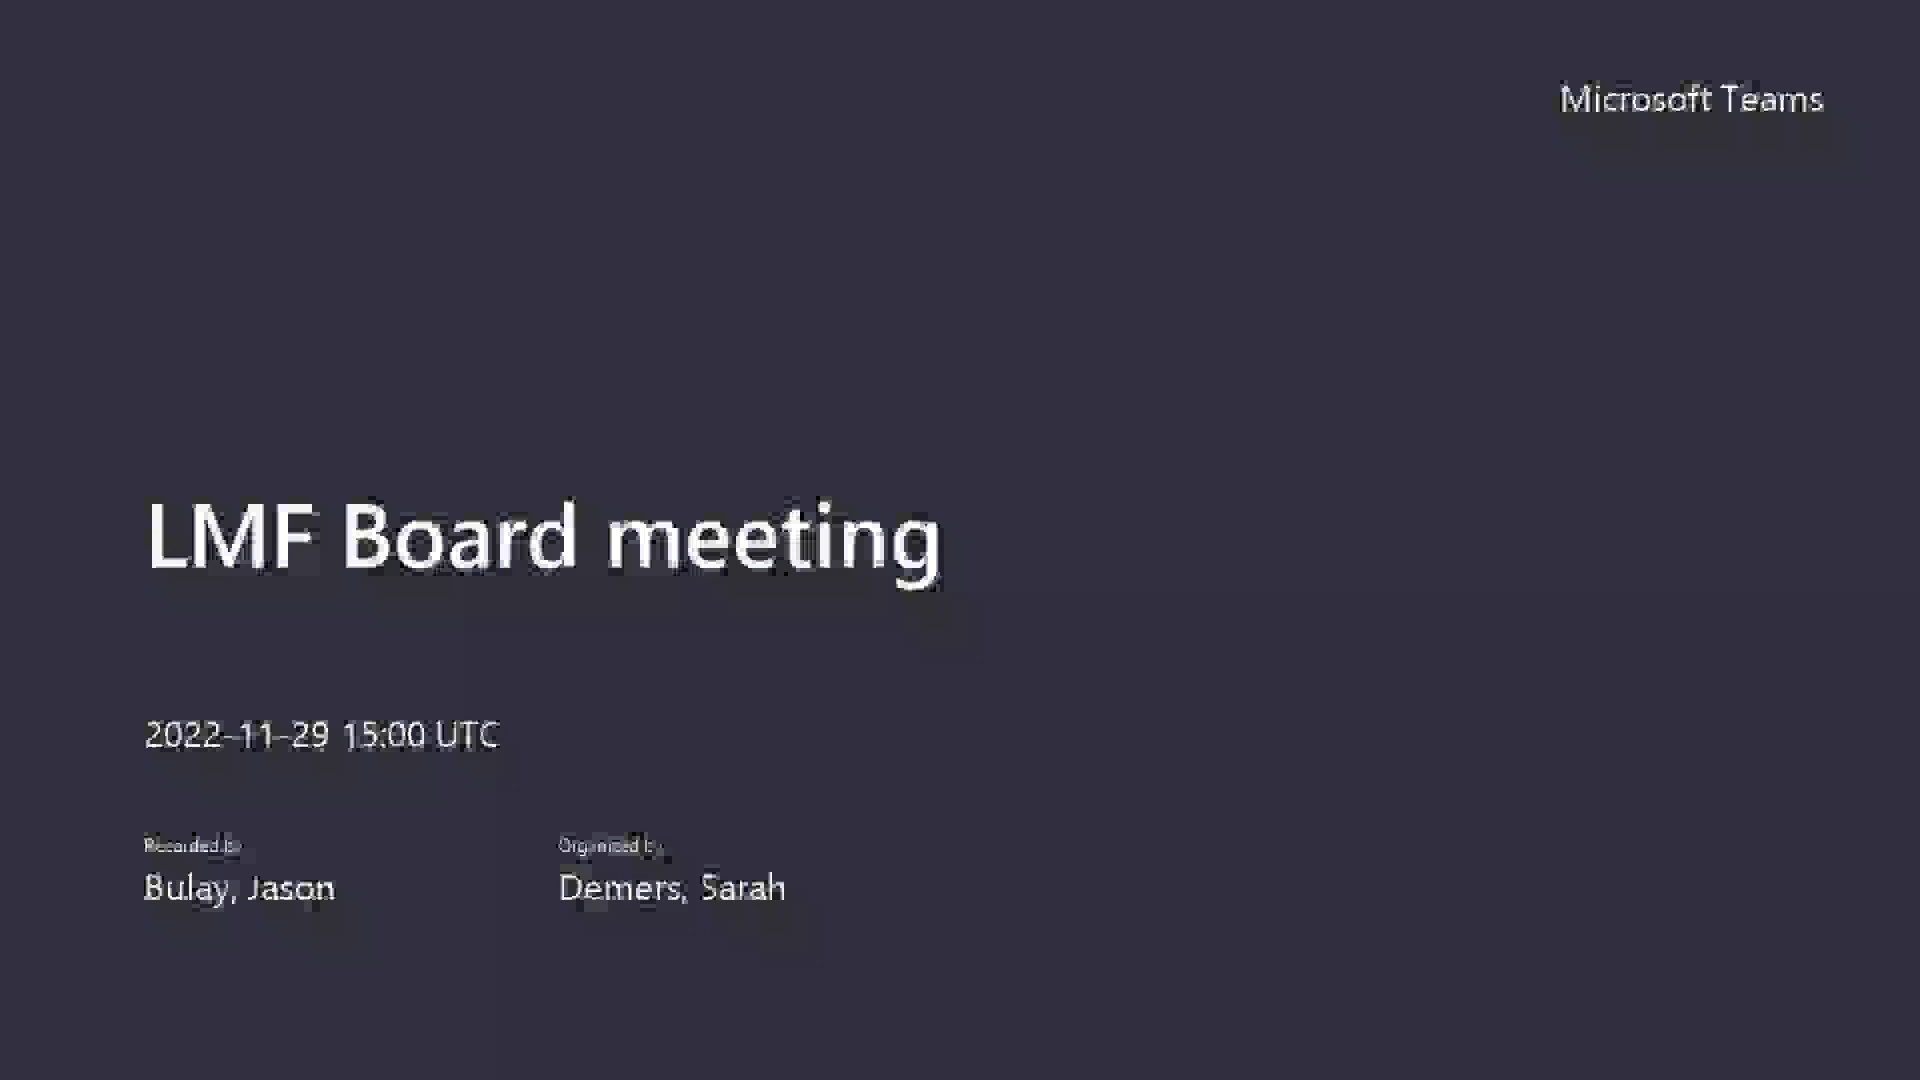 Microsoft Teams
LMF Board meeting
2022-11-29 15:00 UTC
Recorded by
Organized by
Bulay, Jason
Demers, Sarah